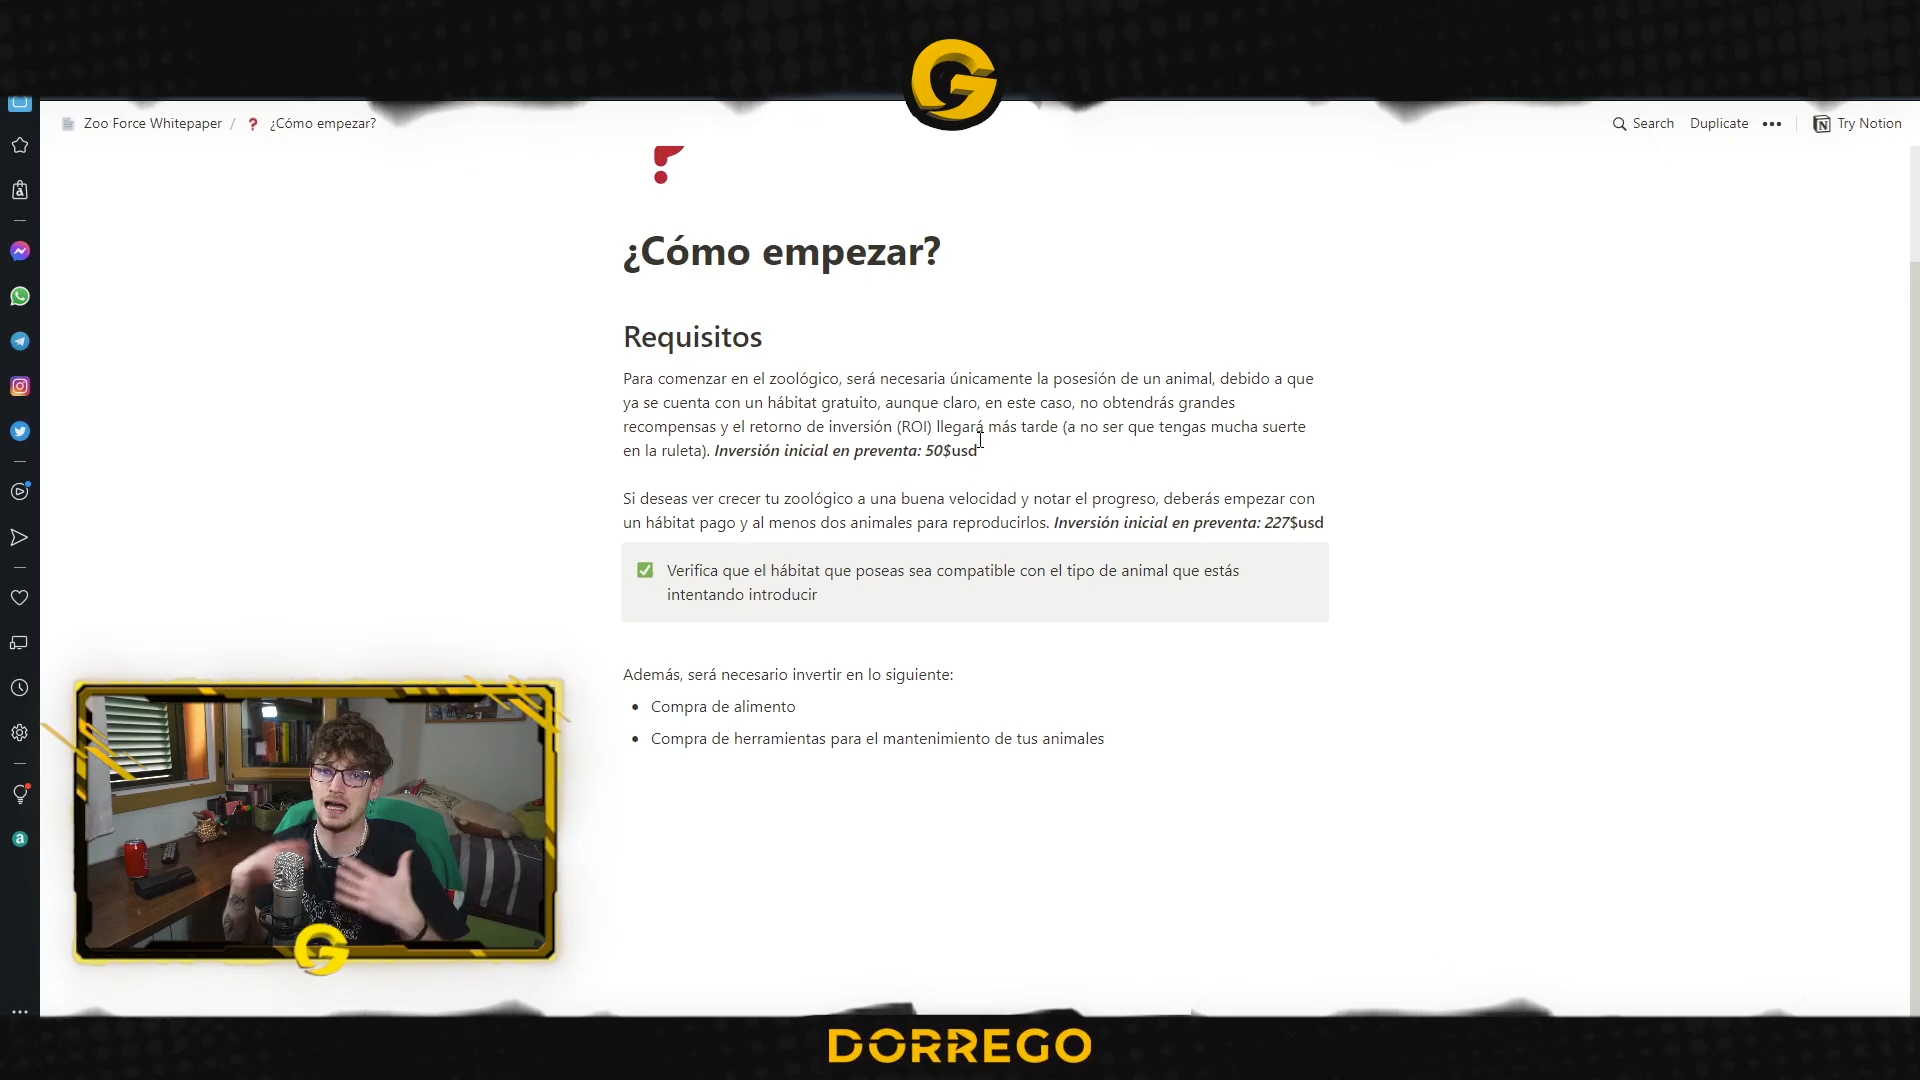 Zoo Force Whitepaper / ❓ ¿Cómo empezar?
Search
Duplicate
•••
Try Notion
¿Cómo empezar?
Requisitos
Para comenzar en el zoológico, será necesaria únicamente la posesión de un animal, debido a que
ya se cuenta con un hábitat gratuito, aunque claro, en este caso, no obtendrás grandes
recompensas y el retorno de inversión (ROI) llegará más tarde (a no ser que tengas mucha suerte
en la ruleta). Inversión inicial en preventa: 50$usd
Si deseas ver crecer tu zoológico a una buena velocidad y notar el progreso, deberás empezar con
un hábitat pago y al menos dos animales para reproducirlos. Inversión inicial en preventa: 227$usd
✅ Verifica que el hábitat que poseas sea compatible con el tipo de animal que estás
intentando introducir
Además, será necesario invertir en lo siguiente:
• Compra de alimento
• Compra de herramientas para el mantenimiento de tus animales
DORREGO